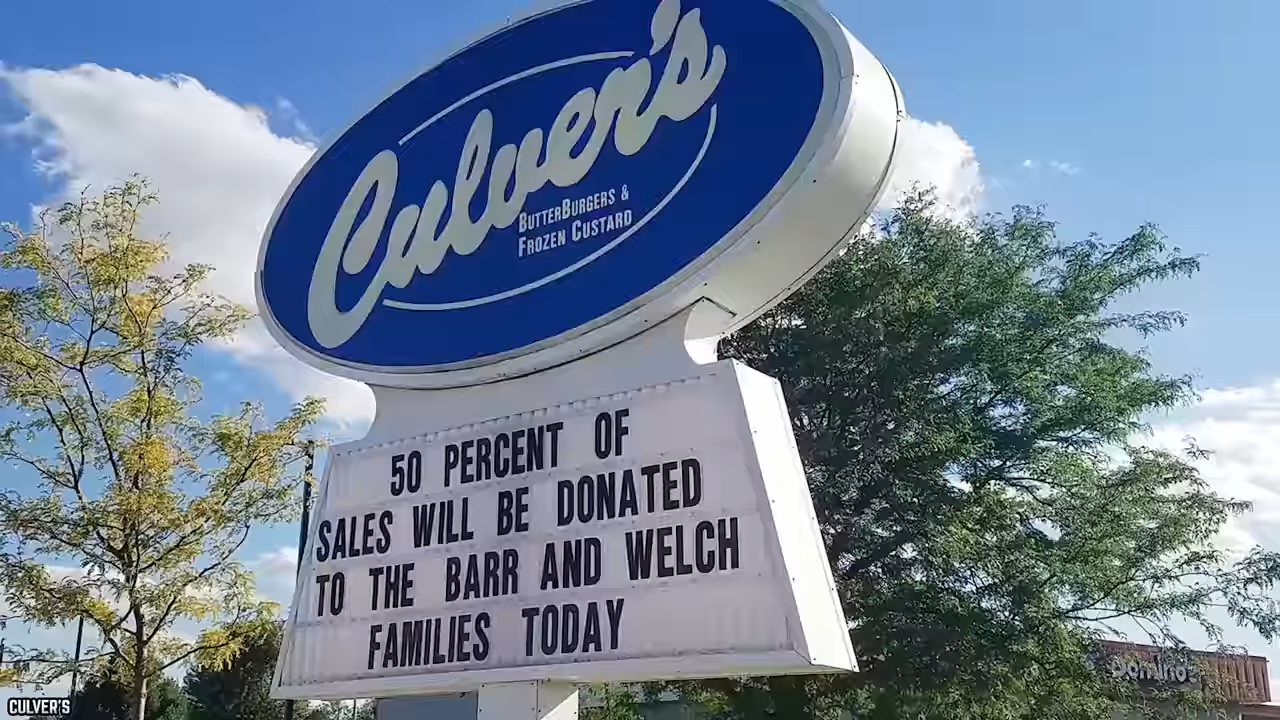 Culver's
BUTTERBURGERS &
FROZEN CUSTARD
50 PERCENT OF
SALES WILL BE DONATED
TO THE BARR AND WELCH
FAMILIES TODAY
Domino's
CULVER'S